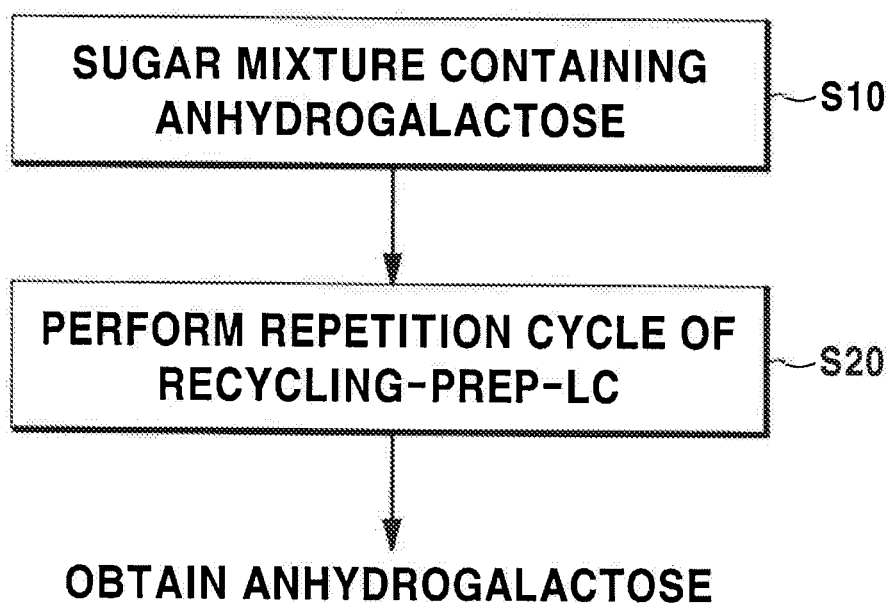 SUGAR MIXTURE CONTAINING
ANHYDROGALACTOSE
S10
PERFORM REPETITION CYCLE OF
RECYCLING-PREP-LC
S20
OBTAIN ANHYDROGALACTOSE